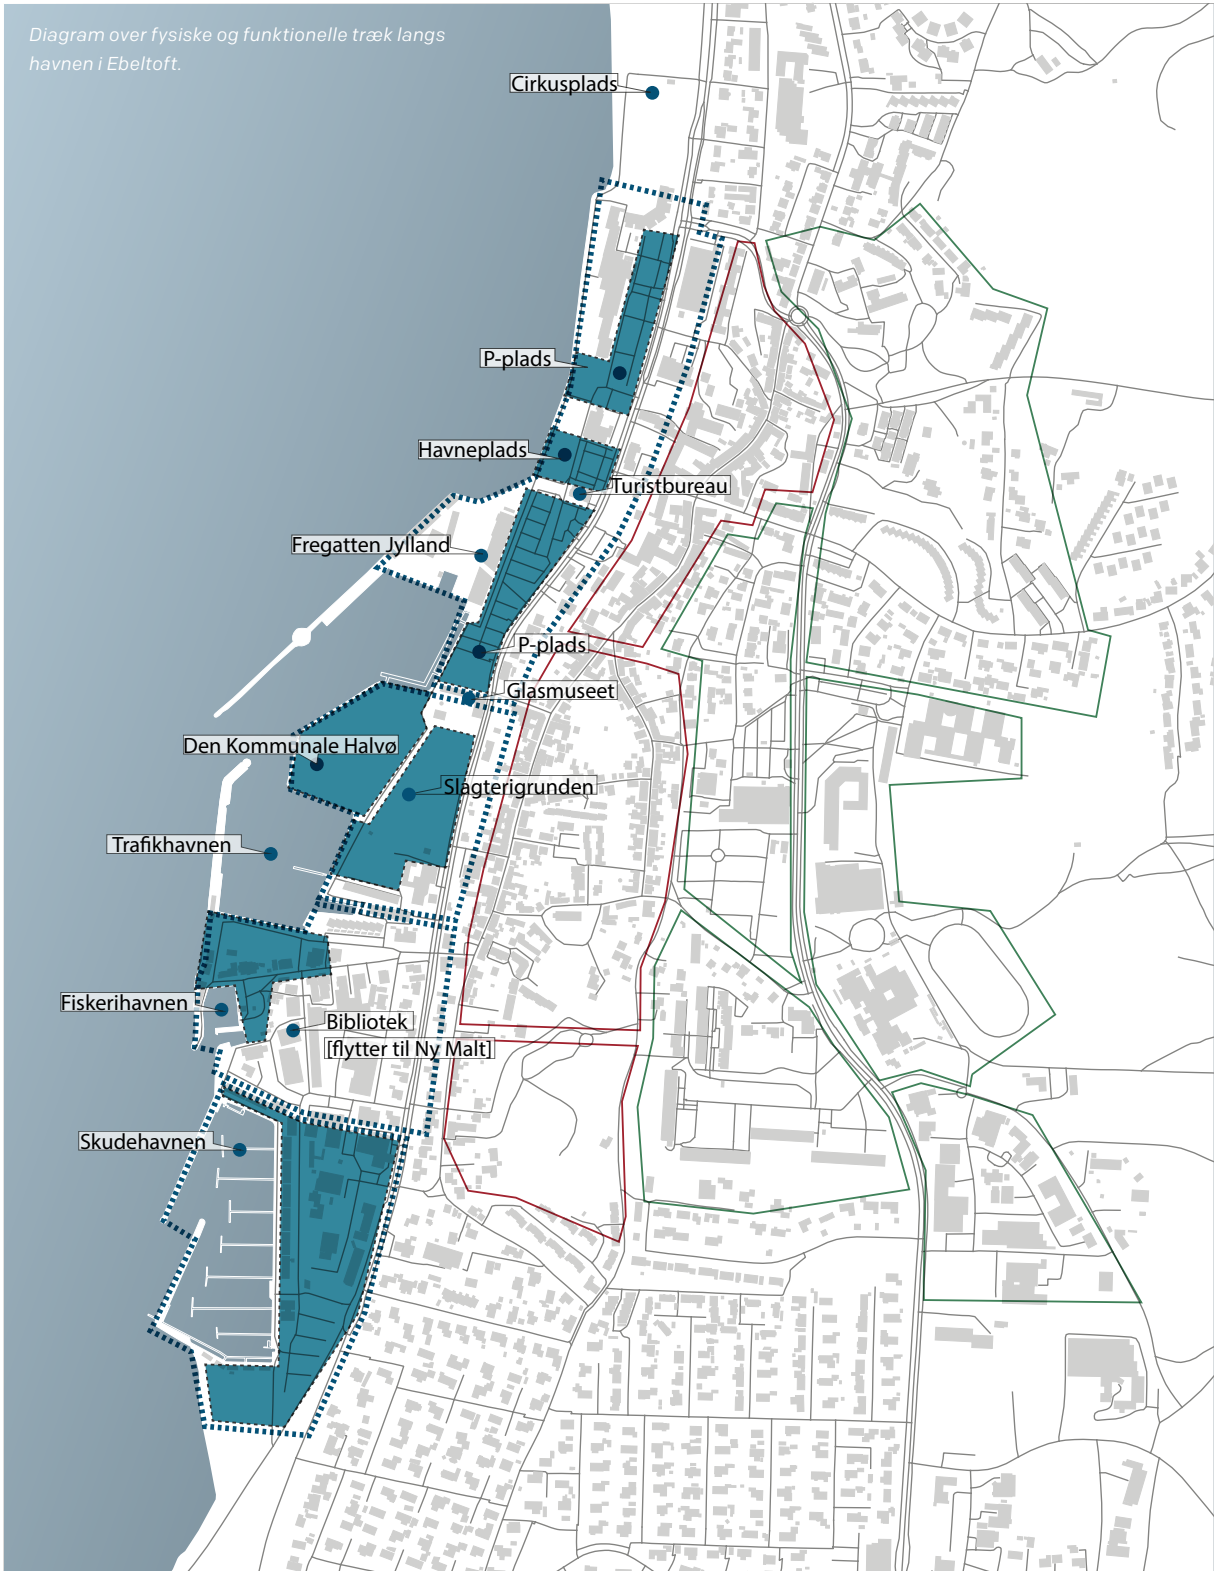 Diagram over fysiske og funktionelle træk langs
havnen i Ebeltoft.
Cirkusplads
P-plads
Havneplads
Turistbureau
Fregatten Jylland
P-plads
Glasmuseet
Den Kommunale Halvø
Slagterigrunden
Trafikhavnen
Fiskerihavnen
Bibliotek
[flytter til Ny Malt]
Skudehavnen